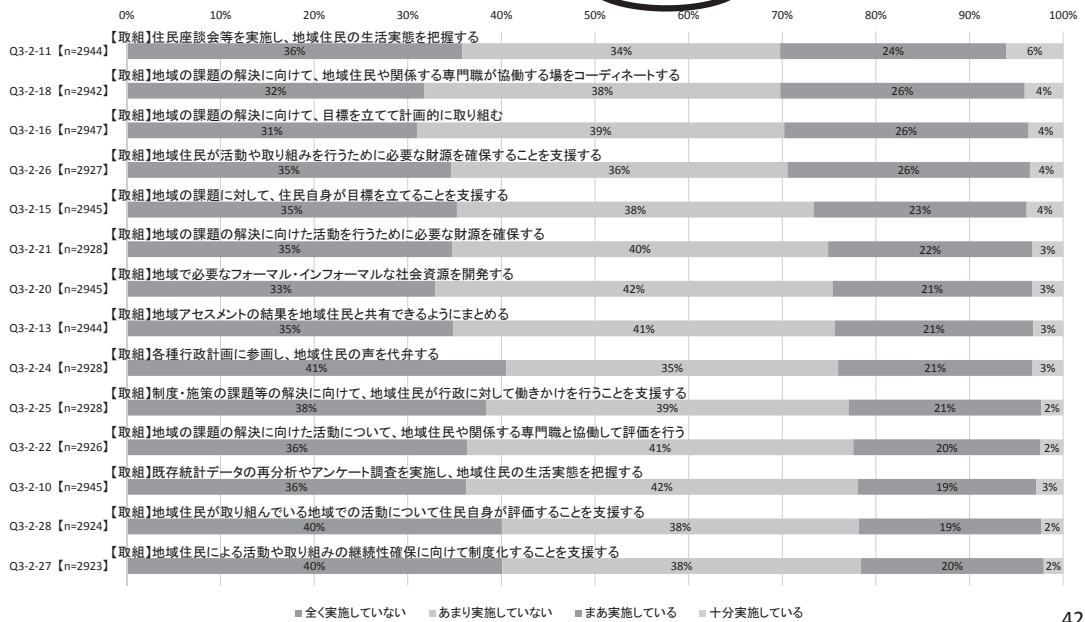 0% 10% 20% 30% 40% 50% 60% 70% 80% 90% 100%
【取組】住民座談会等を実施し、地域住民の生活実態を把握する
Q3-2-11 【n=2944】 36% 34% 24% 6%
【取組】地域の課題の解決に向けて、地域住民や関係する専門職が協働する場をコーディネートする
Q3-2-18 【n=2942】 32% 38% 26% 4%
【取組】地域の課題の解決に向けて、目標を立てて計画的に取り組む
Q3-2-16 【n=2947】 31% 39% 26% 4%
【取組】地域住民が活動や取り組みを行うために必要な財源を確保することを支援する
Q3-2-26 【n=2927】 35% 36% 26% 4%
【取組】地域の課題に対して、住民自身が目標を立てることを支援する
Q3-2-15 【n=2945】 35% 38% 23% 4%
【取組】地域の課題の解決に向けた活動を行うために必要な財源を確保する
Q3-2-21 【n=2928】 35% 40% 22% 3%
【取組】地域で必要なフォーマル・インフォーマルな社会資源を開発する
Q3-2-20 【n=2945】 33% 42% 21% 3%
【取組】地域アセスメントの結果を地域住民と共有できるようにまとめる
Q3-2-13 【n=2944】 35% 41% 21% 3%
【取組】各種行政計画に参画し、地域住民の声を代弁する
Q3-2-24 【n=2928】 41% 35% 21% 3%
【取組】制度・施策の課題等の解決に向けて、地域住民が行政に対して働きかけを行うことを支援する
Q3-2-25 【n=2928】 38% 39% 21% 2%
【取組】地域の課題の解決に向けた活動について、地域住民や関係する専門職と協働して評価を行う
Q3-2-22 【n=2926】 36% 41% 20% 2%
【取組】既存統計データの再分析やアンケート調査を実施し、地域住民の生活実態を把握する
Q3-2-10 【n=2945】 36% 42% 19% 3%
【取組】地域住民が取り組んでいる地域での活動について住民自身が評価することを支援する
Q3-2-28 【n=2924】 40% 38% 19% 2%
【取組】地域住民による活動や取り組みの継続性確保に向けて制度化することを支援する
Q3-2-27 【n=2923】 40% 38% 20% 2%
■全く実施していない ■あまり実施していない ■まあ実施している ■十分実施している
42